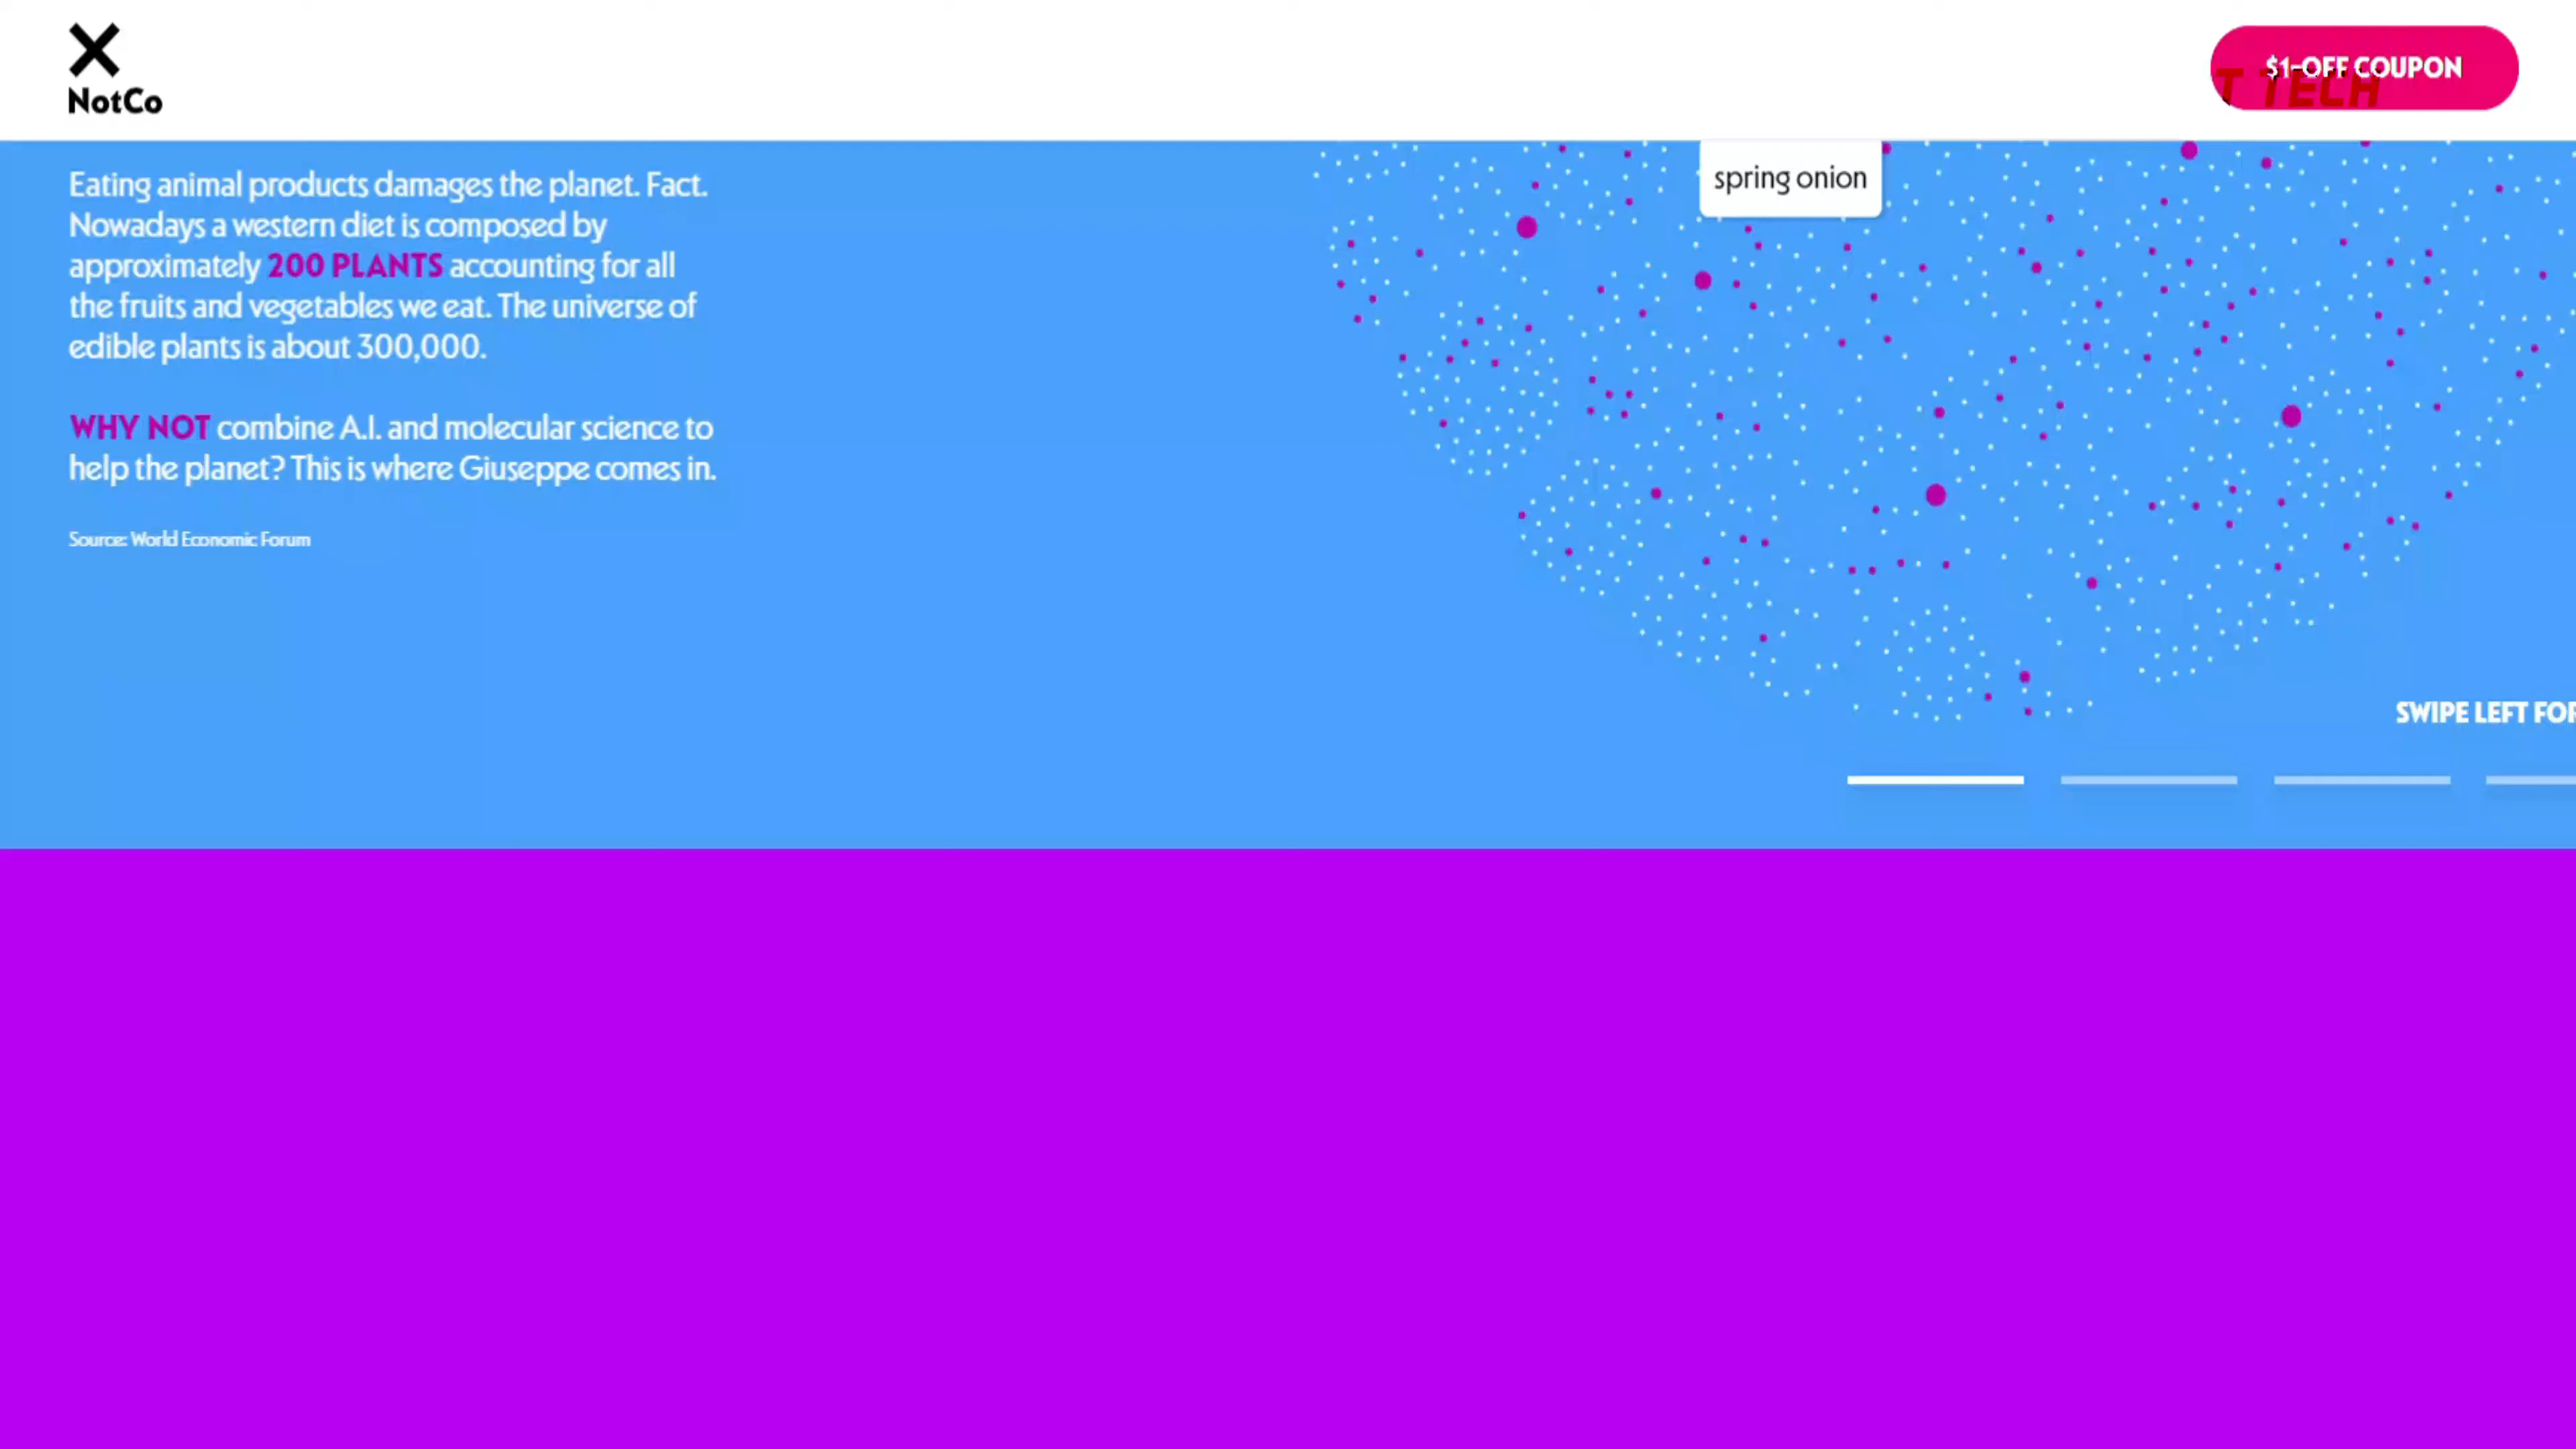 NotCo
$1-OFF COUPON
T TECH
Eating animal products damages the planet. Fact.
Nowadays a western diet is composed by
approximately 200 PLANTS accounting for all
the fruits and vegetables we eat. The universe of
edible plants is about 300,000.
WHY NOT combine A.I. and molecular science to
help the planet? This is where Giuseppe comes in.
Source: World Economic Forum
spring onion
SWIPE LEFT FOR